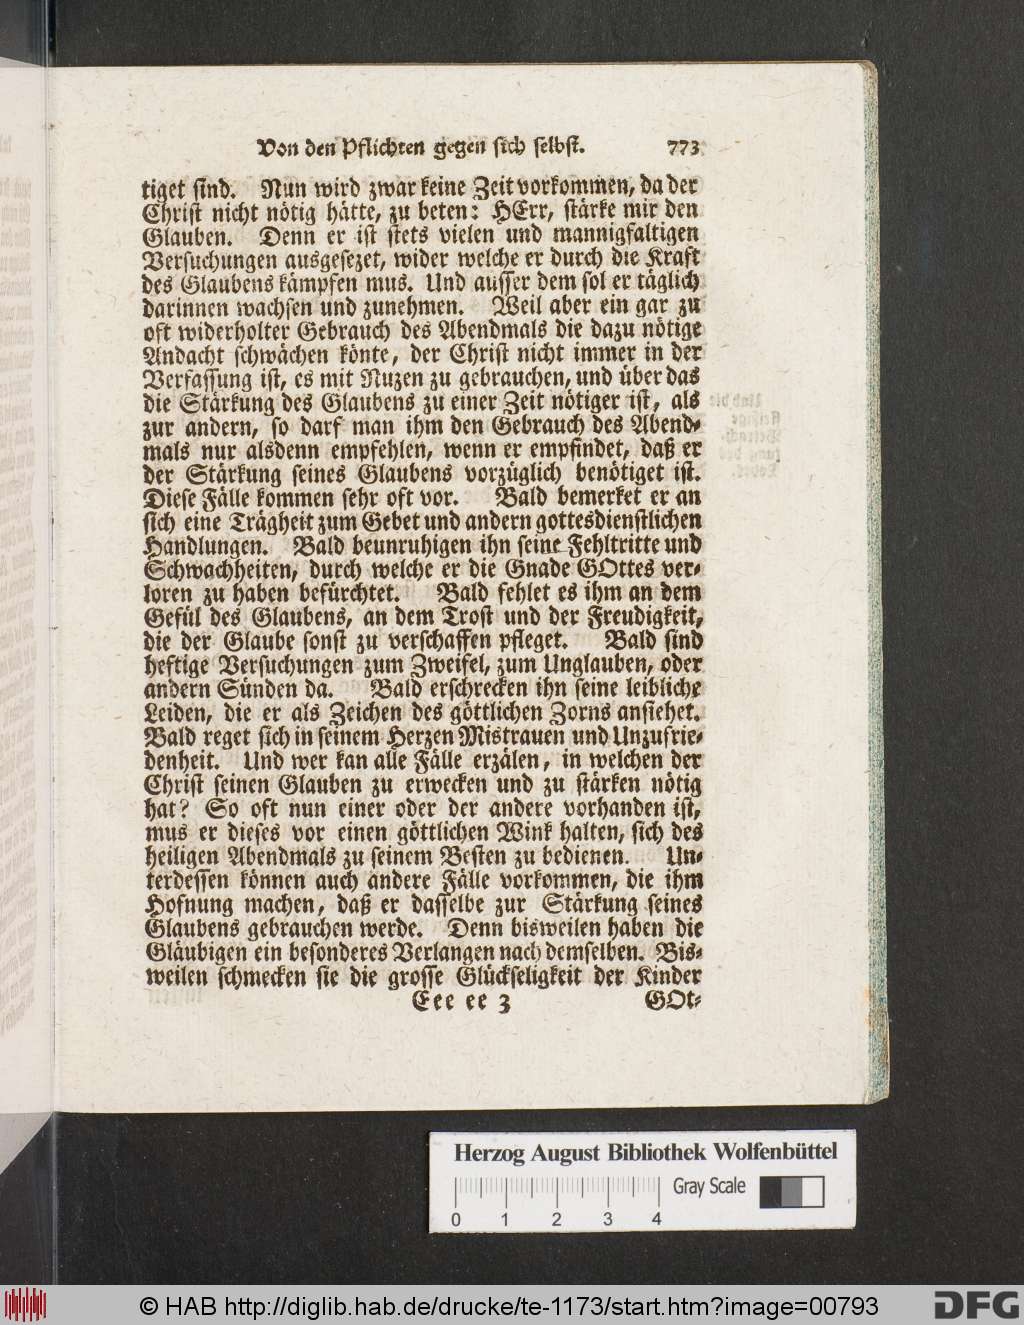 Von den Pflichten gegen sich selbst. 773
tiget sind. Nun wird zwar keine Zeit vorkommen, da der
Christ nicht nötig hätte, zu beten: HErr, stärke mir den
Glauben. Denn er ist stets vielen und mannigfaltigen
Versuchungen ausgesezet, wider welche er durch die Kraft
des Glaubens kämpfen mus. Und ausser dem sol er täglich
darinnen wachsen und zunehmen. Weil aber ein gar zu
oft widerholter Gebrauch des Abendmals die dazu nötige
Andacht schwächen könte, der Christ nicht immer in der
Verfassung ist, es mit Nuzen zu gebrauchen, und über das
die Stärkung des Glaubens zu einer Zeit nötiger ist, als
zur andern, so darf man ihm den Gebrauch des Abend-
mals nur alsdenn empfehlen, wenn er empfindet, daß er
der Stärkung seines Glaubens vorzüglich benötiget ist.
Diese Fälle kommen sehr oft vor. Bald bemerket er an
sich eine Trägheit zum Gebet und andern gottesdienstlichen
Handlungen. Bald beunruhigen ihn seine Fehltritte und
Schwachheiten, durch welche er die Gnade GOttes ver-
loren zu haben befürchtet. Bald fehlet es ihm an dem
Gefül des Glaubens, an dem Trost und der Freudigkeit,
die der Glaube sonst zu verschaffen pfleget. Bald sind
heftige Versuchungen zum Zweifel, zum Unglauben, oder
andern Sünden da. Bald erschrecken ihn seine leibliche
Leiden, die er als Zeichen des göttlichen Zorns ansiehet.
Bald reget sich in seinem Herzen Mistrauen und Unzufrie-
denheit. Und wer kan alle Fälle erzälen, in welchen der
Christ seinen Glauben zu erwecken und zu stärken nötig
hat? So oft nun einer oder der andere vorhanden ist,
mus er dieses vor einen göttlichen Wink halten, sich des
heiligen Abendmals zu seinem Besten zu bedienen. Un-
terdessen können auch andere Fälle vorkommen, die ihm
Hofnung machen, daß er dasselbe zur Stärkung seines
Glaubens gebrauchen werde. Denn bisweilen haben die
Gläubigen ein besonderes Verlangen nach demselben. Bis-
weilen schmecken sie die grosse Glückseligkeit der Kinder
Eee ee 3 GOt-
Herzog August Bibliothek Wolfenbüttel
Gray Scale
0 1 2 3 4
© HAB http://diglib.hab.de/drucke/te-1173/start.htm?image=00793
DFG